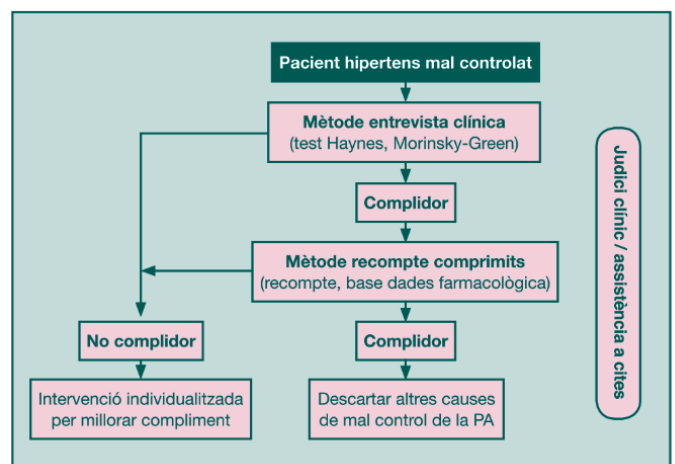 Pacient hipertens mal controlat
Mètode entrevista clínica
(test Haynes, Morinsky-Green)
Complidor
Mètode recompte comprimits
(recompte, base dades farmacològica)
No complidor
Complidor
Intervenció individualitzada
per millorar compliment
Descartar altres causes
de mal control de la PA
Judici clínic / assistència a cites